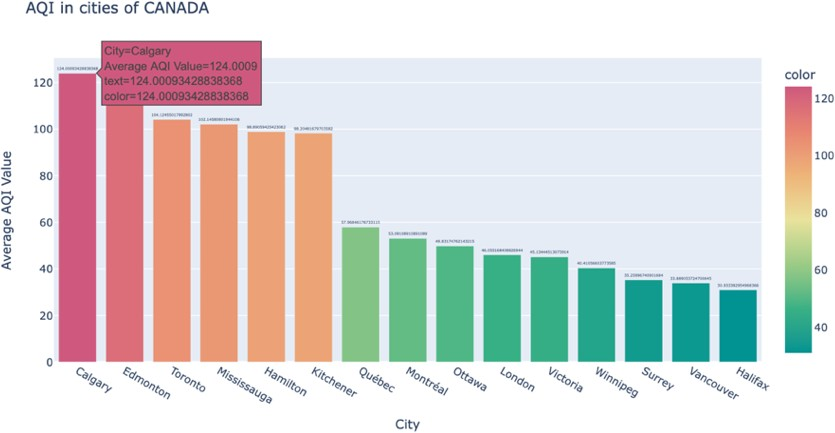 AQI in cities of CANADA
City=Calgary
Average AQI Value=124.0009
text=124.00093428838368
color=124.00093428838368
color
120
100
80
60
40
20
0
120
100
80
60
40
Average AQI Value
Calgary
Edmonton
Toronto
Mississauga
Hamilton
Kitchener
Québec
Montréal
Ottawa
London
Victoria
Winnipeg
Surrey
Vancouver
Halifax
City